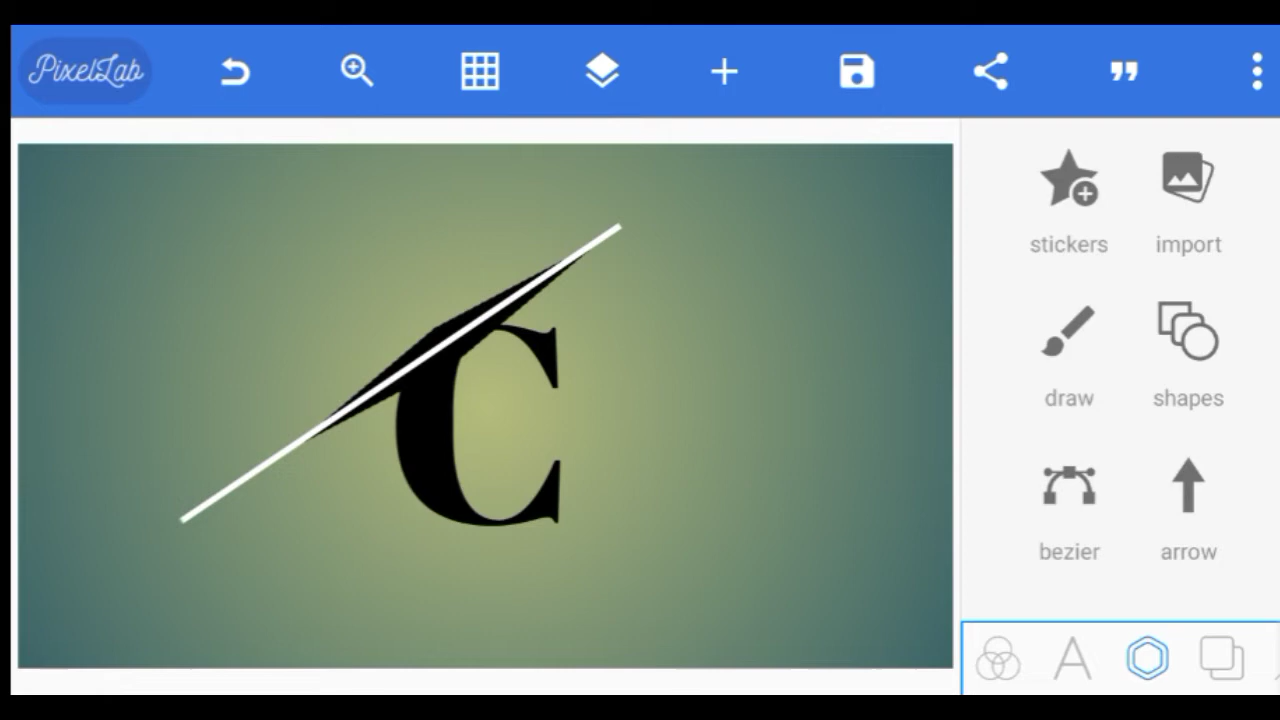 PixelLab
C
stickers
import
draw
shapes
bezier
arrow
A